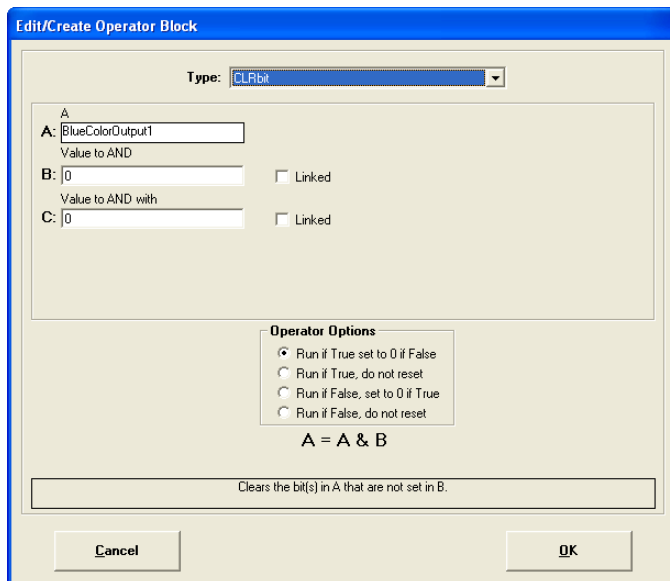 Edit/Create Operator Block
Type: CLRbit
A
A: BlueColorOutput1
Value to AND
B: 0 Linked
Value to AND with
C: 0 Linked
Operator Options
Run if True set to 0 if False
Run if True, do not reset
Run if False, set to 0 if True
Run if False, do not reset
A = A & B
Clears the bit(s) in A that are not set in B.
Cancel OK